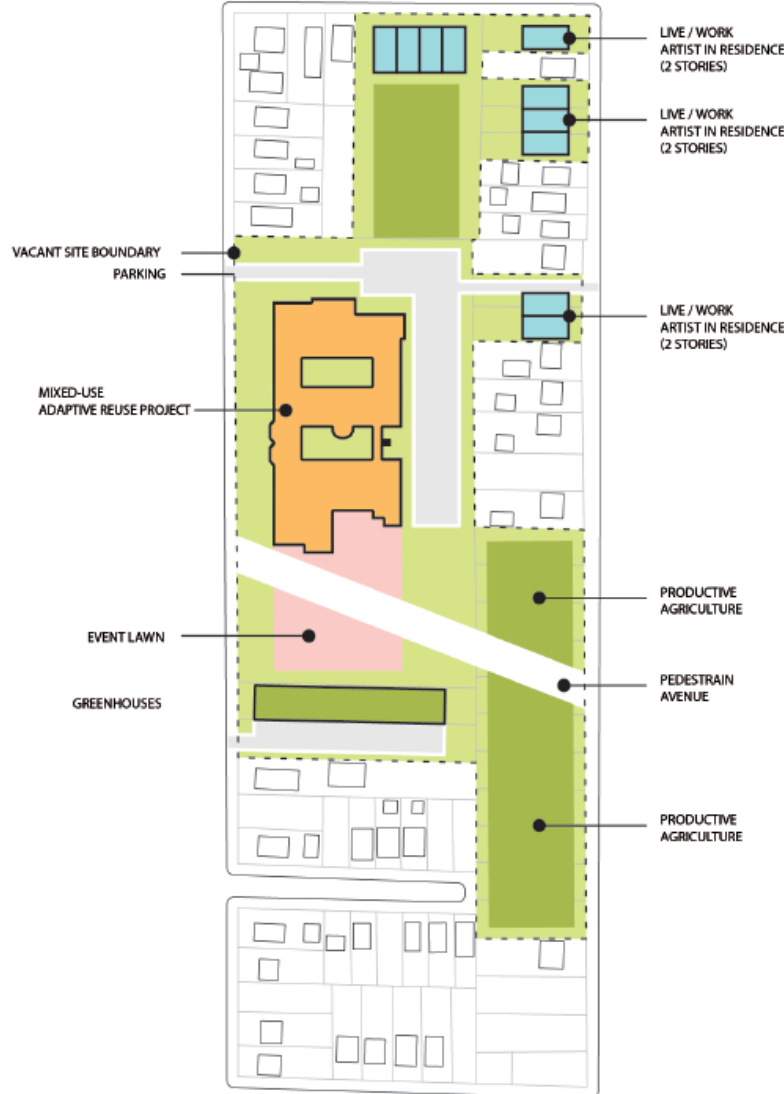 LIVE / WORK
ARTIST IN RESIDENCE
(2 STORIES)
LIVE / WORK
ARTIST IN RESIDENCE
(2 STORIES)
VACANT SITE BOUNDARY
PARKING
LIVE / WORK
ARTIST IN RESIDENCE
(2 STORIES)
MIXED-USE
ADAPTIVE REUSE PROJECT
PRODUCTIVE
AGRICULTURE
EVENT LAWN
PEDESTRAIN
AVENUE
GREENHOUSES
PRODUCTIVE
AGRICULTURE